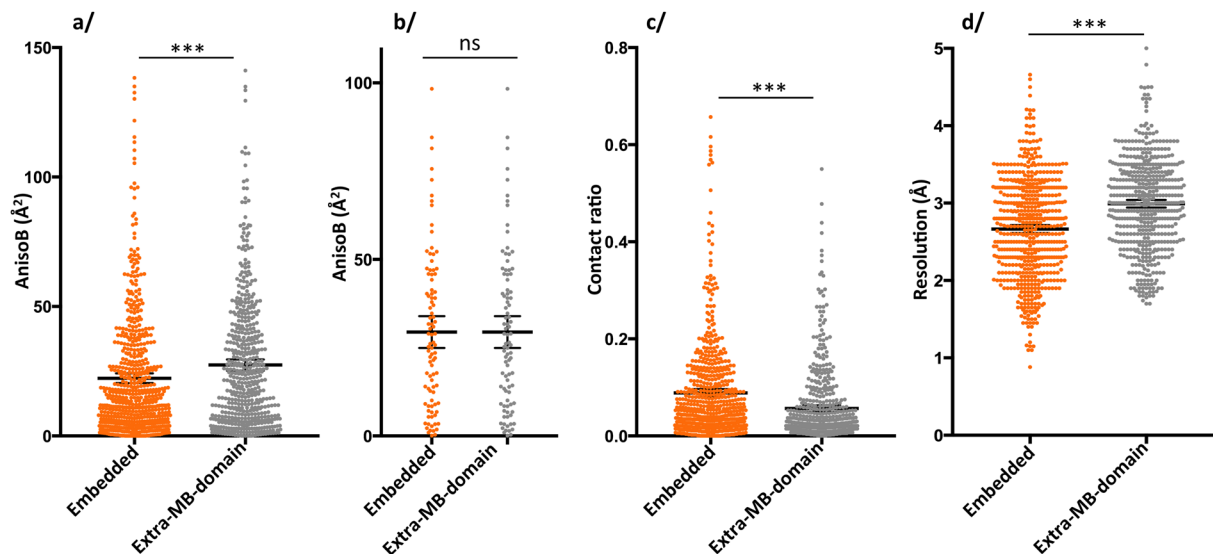 a/
AnisoB (Å²)
150
100
50
0
***
Embedded
Extra-MB-domain
b/
AnisoB (Å²)
100
50
0
ns
Embedded
Extra-MB-domain
c/
Contact ratio
0.8
0.6
0.4
0.2
0.0
***
Embedded
Extra-MB-domain
d/
Resolution (Å)
5
4
3
2
1
0
***
Embedded
Extra-MB-domain